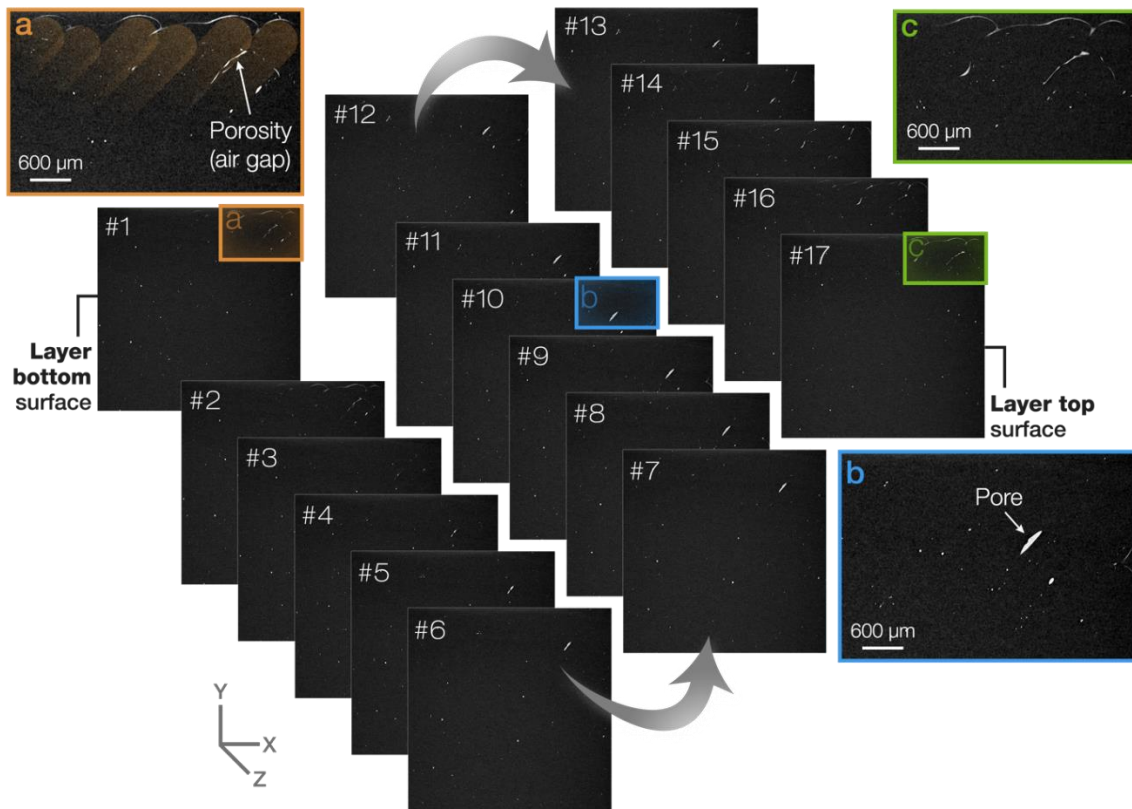 a
Porosity
(air gap)
600 µm
#1
a
Layer
bottom
surface
#2
#3
#4
#5
#6
#7
#8
#9
#10
b
#11
#12
#13
#14
#15
#16
#17
c
c
600 µm
Layer top
surface
b
Pore
600 µm
Y
X
Z